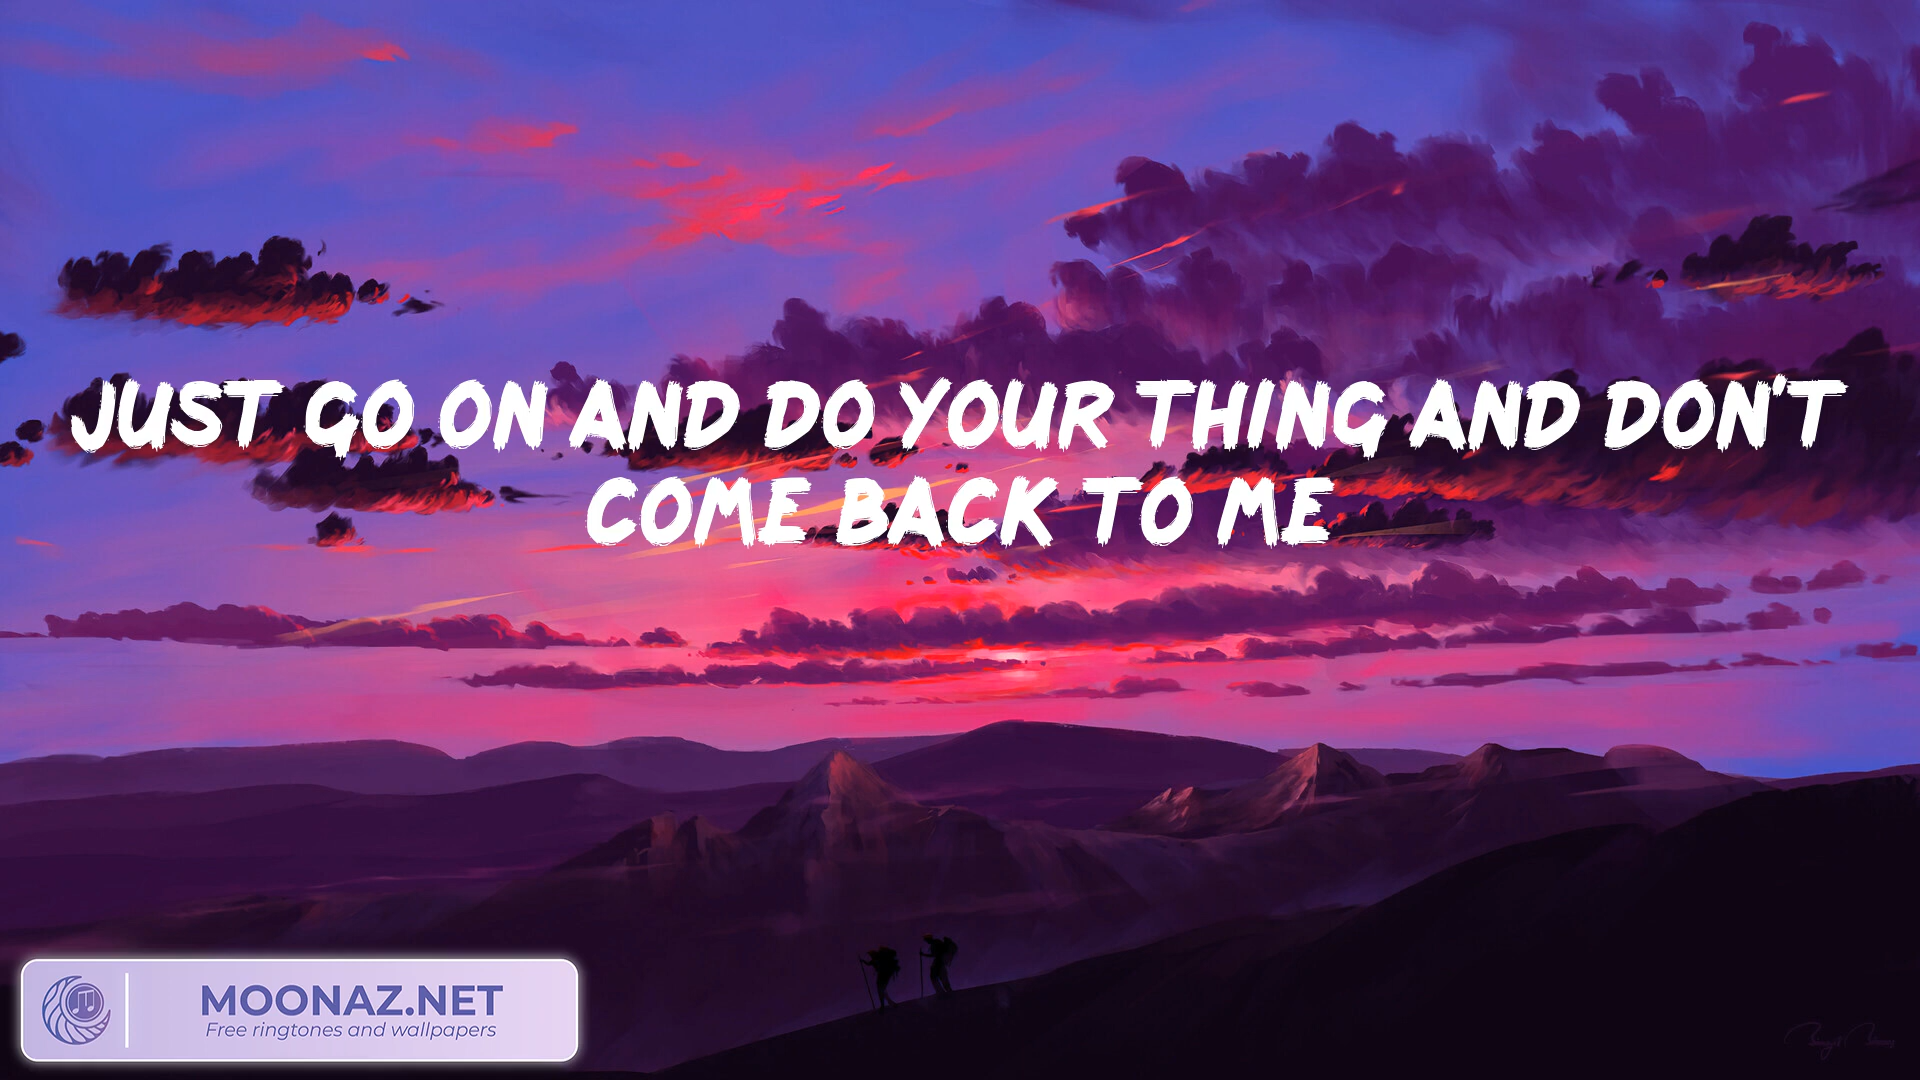 JUST GO ON AND DO YOUR THING AND DON'T
COME BACK TO ME
MOONAZ.NET
Free ringtones and wallpapers